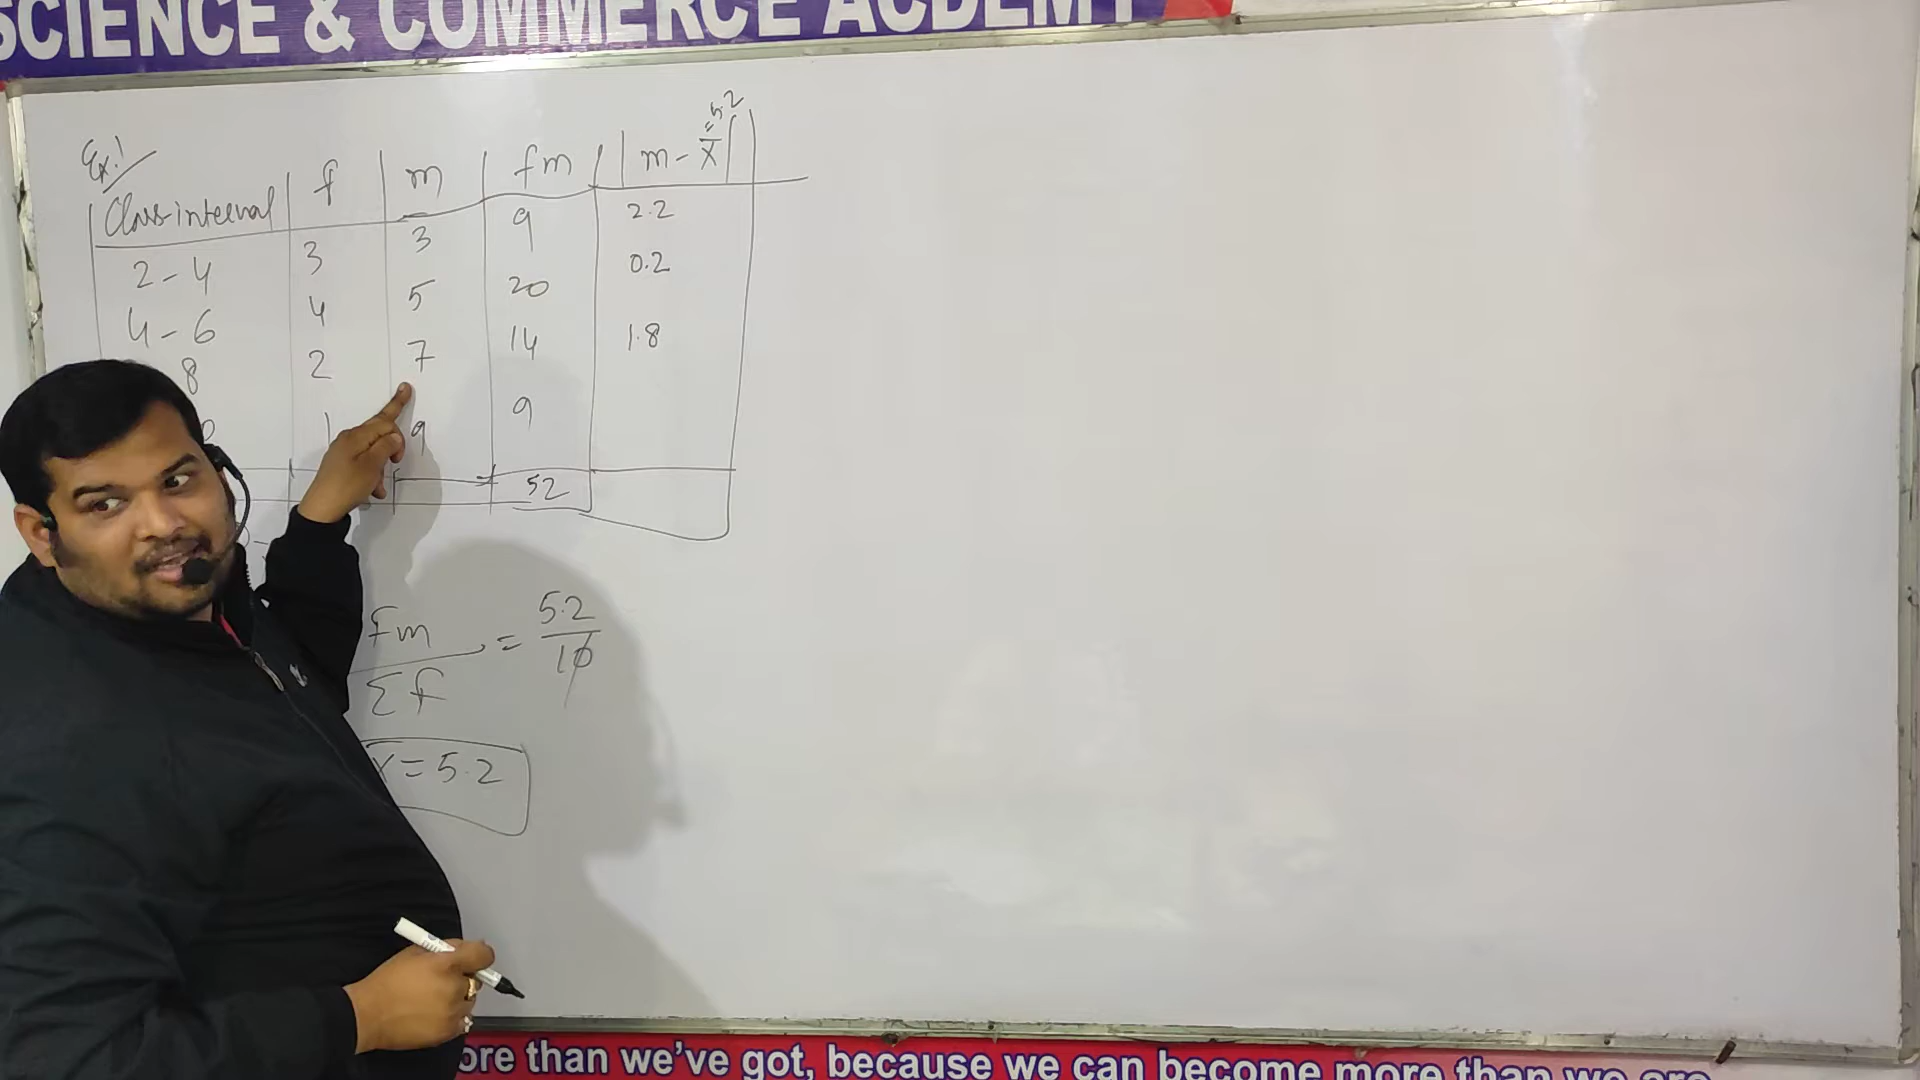 SCIENCE & COMMERCE ACDEMY
Ex!
= 5.2
Class-interval f m fm |m - x̅|
2 - 4 3 3 9 2.2
4 - 6 4 5 20 0.2
8 2 7 14 1.8
1 9 9
52
fm / Σf = 5.2 / 10
x = 5.2
ore than we've got, because we can become more than we are